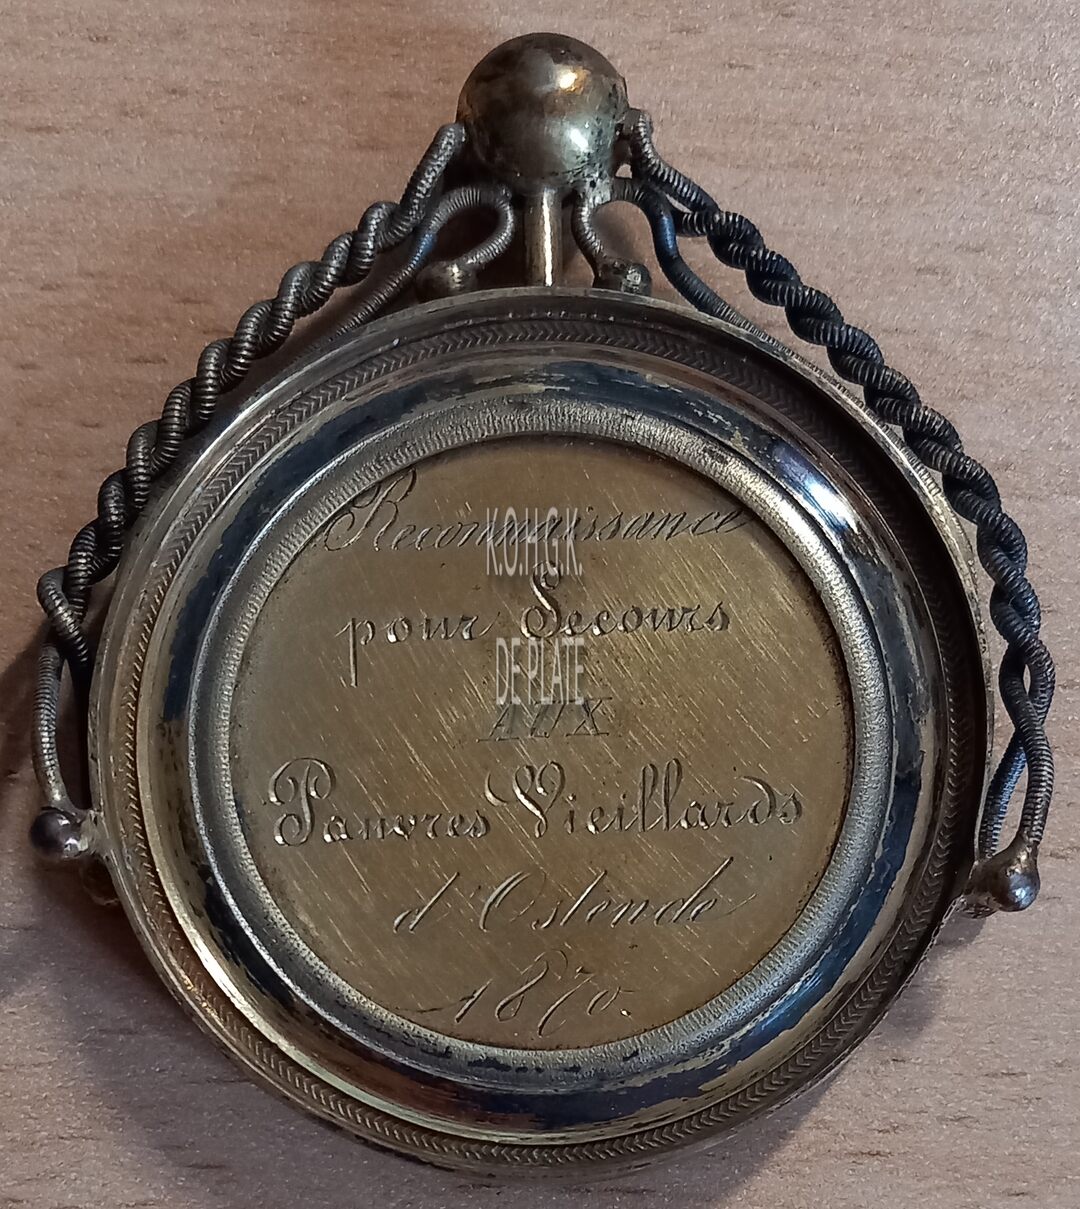 Reconnaissance
pour Secours
AUX
Pauvres Vieillards
d'Ostende
1870.
K.O.H.G.K.
DE PLATE